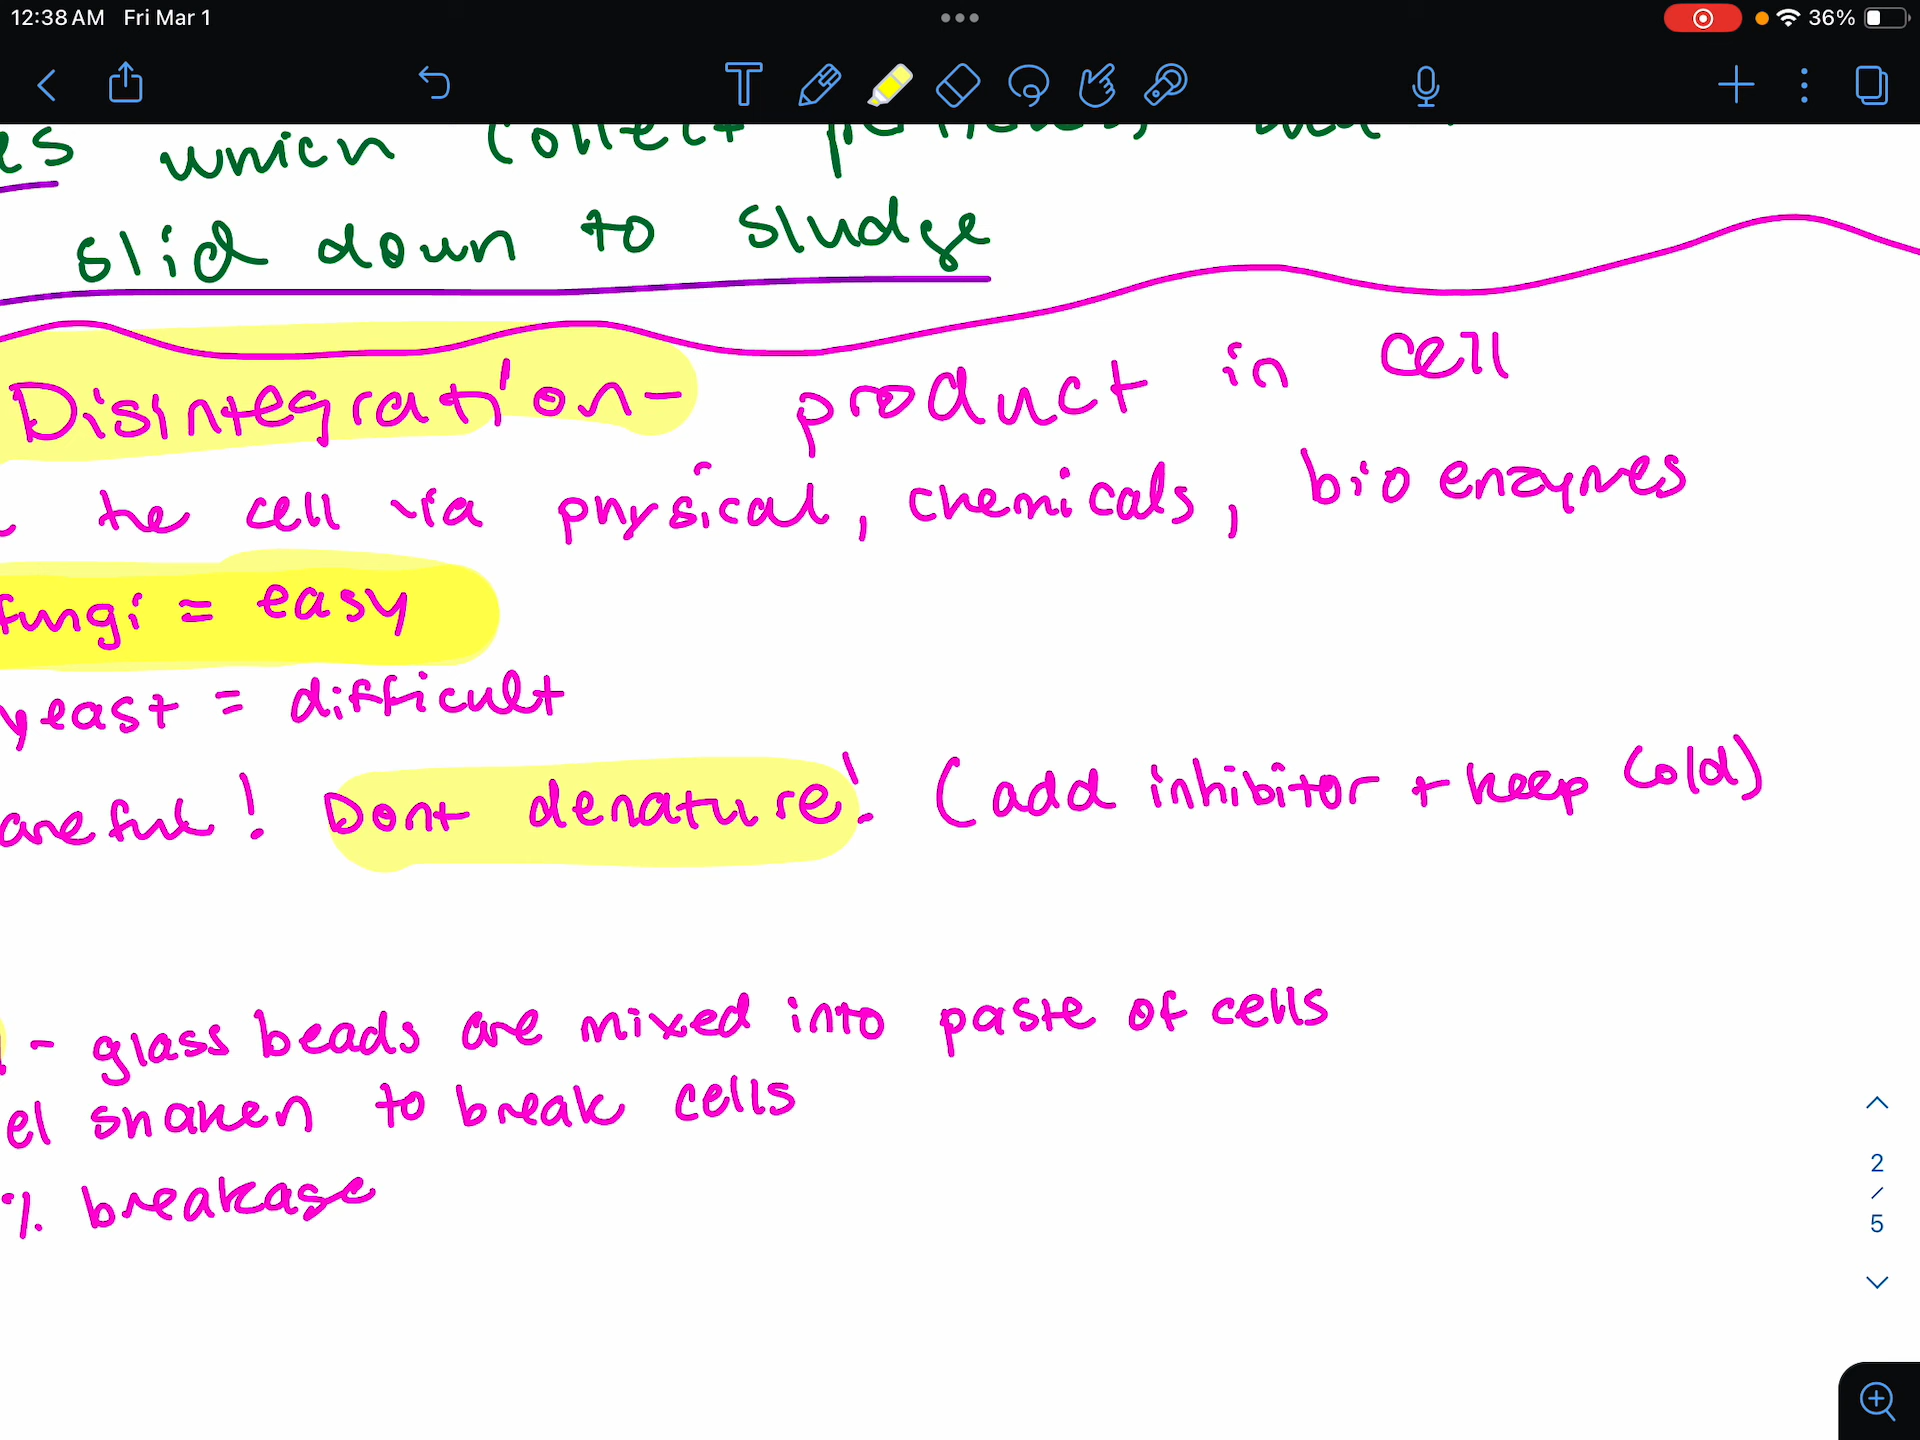 12:38 AM Fri Mar 1
36%
es which collect
slid down to sludge
Disintegration- product in cell
the cell via physical, chemicals, bio enzymes
fungi = easy
yeast = difficult
areful! Dont denature! (add inhibitor + keep cold)
- glass beads are mixed into paste of cells
el shaken to break cells
% breakage
2
/
5